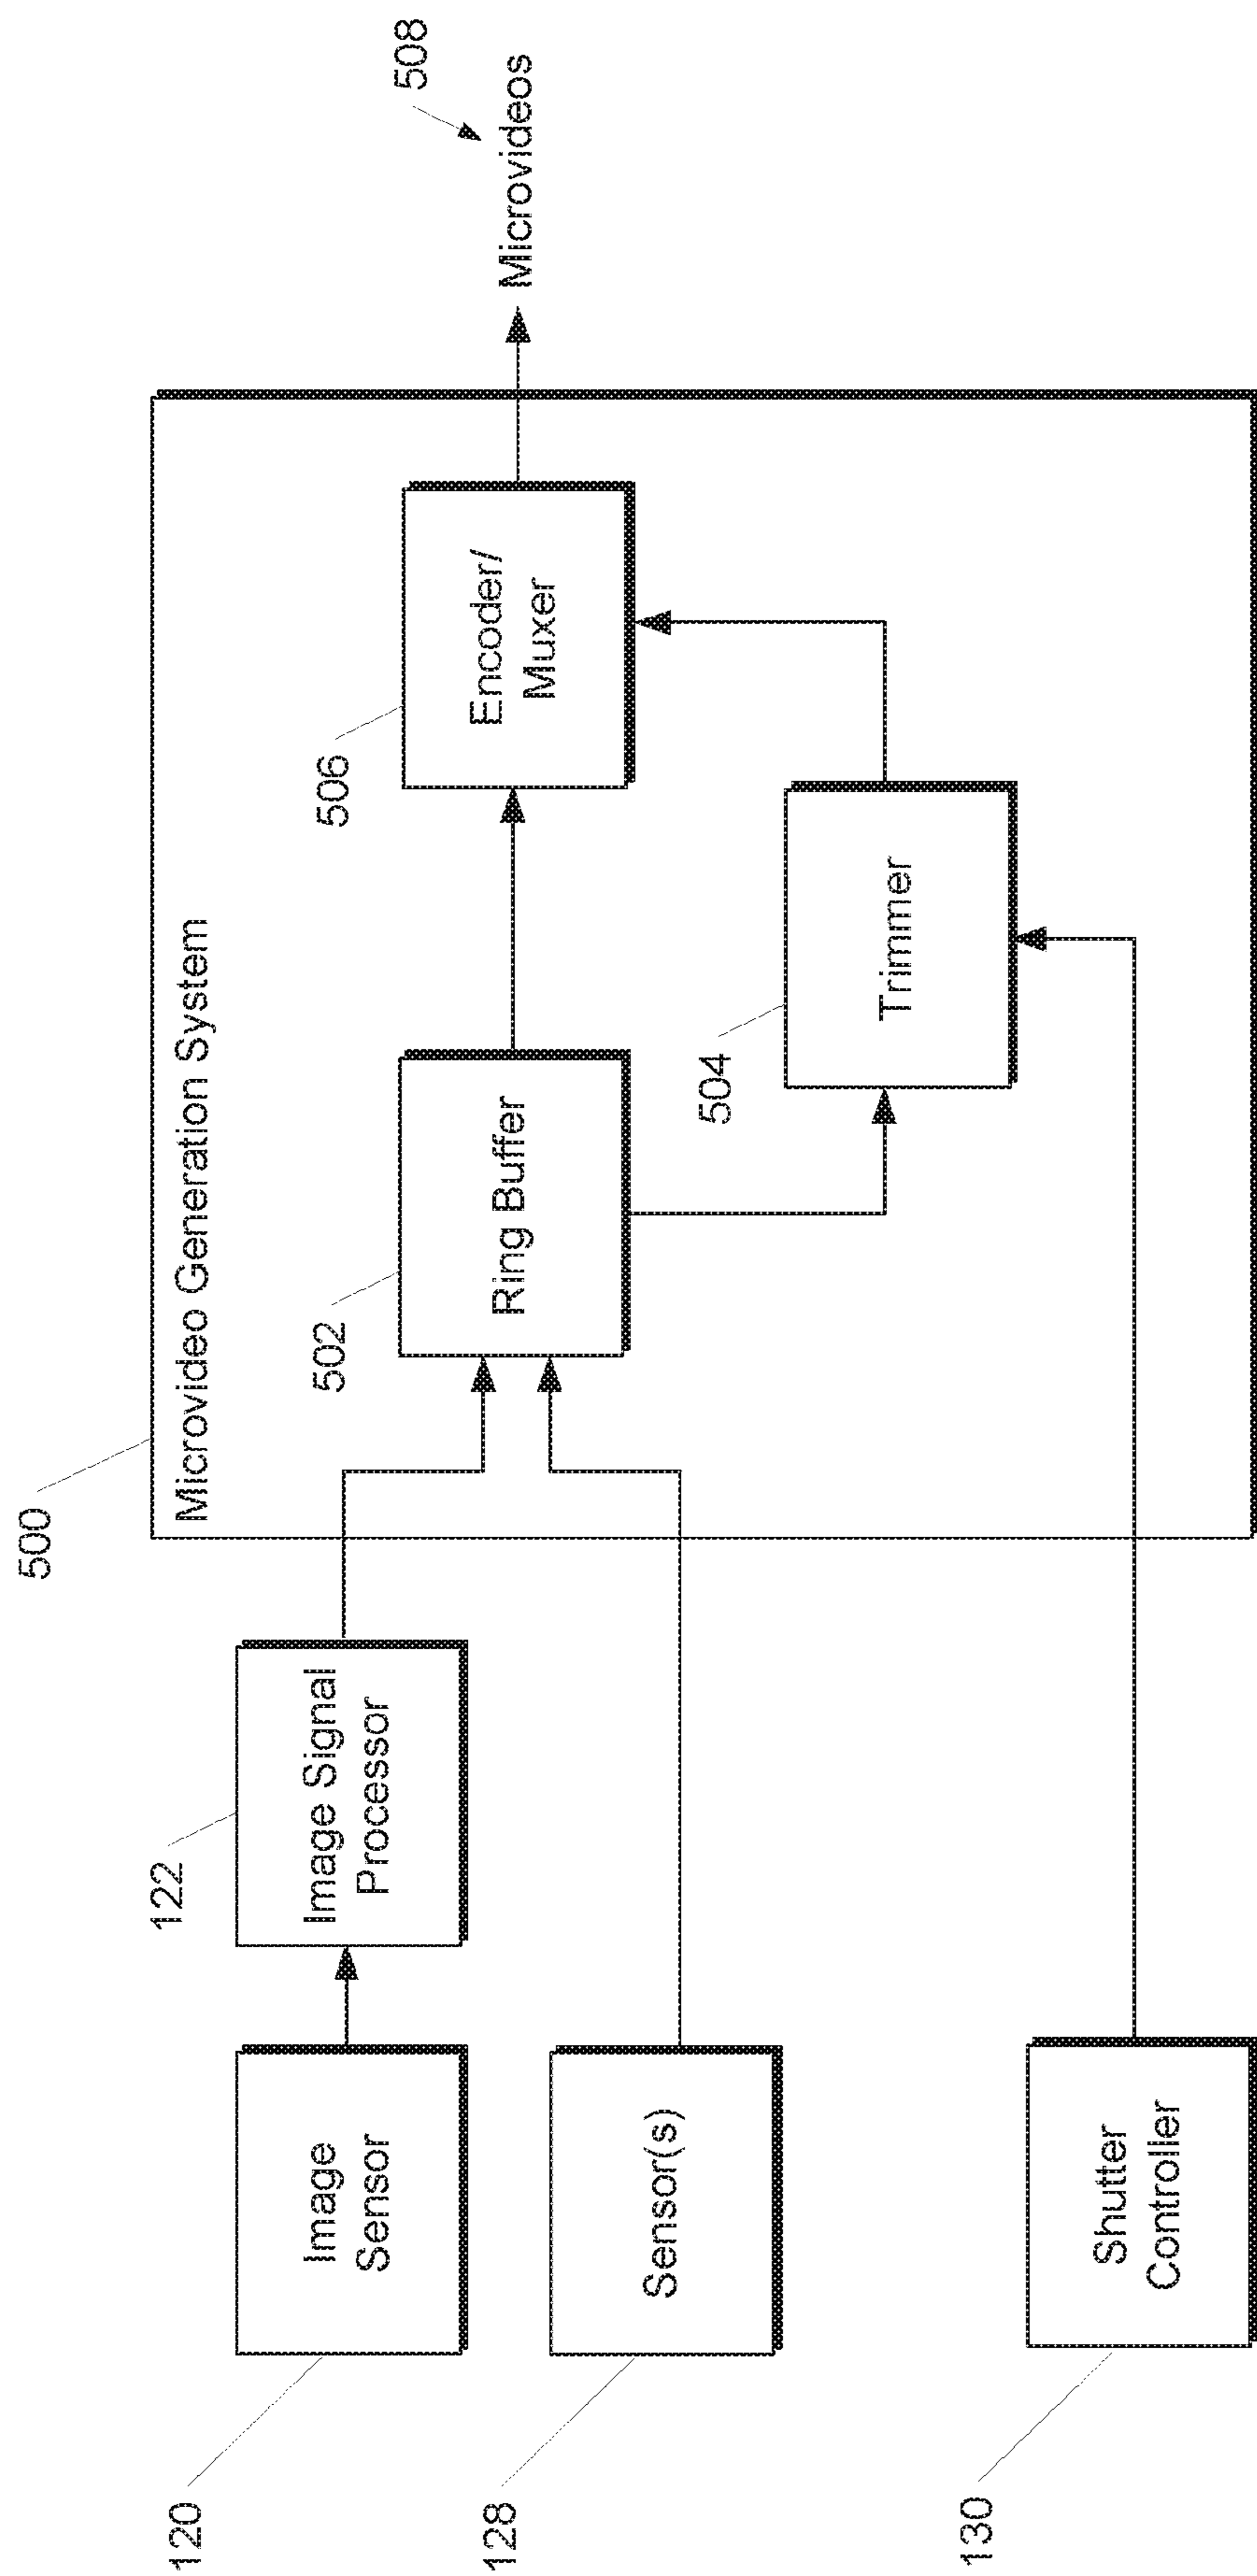 500
Microvideo Generation System
120
Image
Sensor
122
Image Signal
Processor
502
Ring Buffer
506
Encoder/
Muxer
508
Microvideos
128
Sensor(s)
504
Trimmer
130
Shutter
Controller